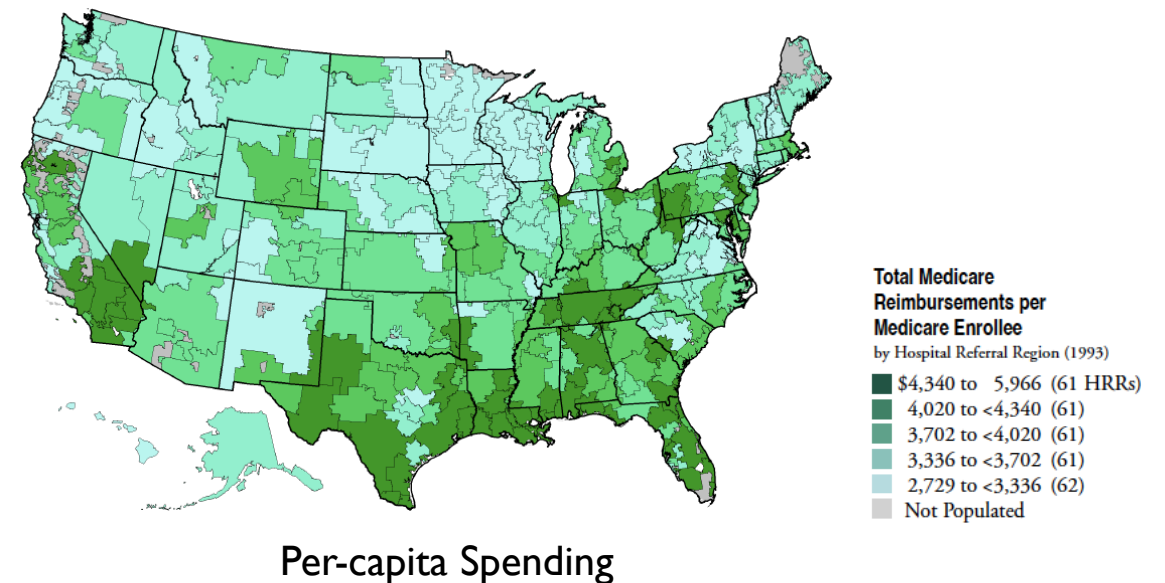 Total Medicare
Reimbursements per
Medicare Enrollee
by Hospital Referral Region (1993)
$4,340 to 5,966 (61 HRRs)
4,020 to <4,340 (61)
3,702 to <4,020 (61)
3,336 to <3,702 (61)
2,729 to <3,336 (62)
Not Populated
Per-capita Spending